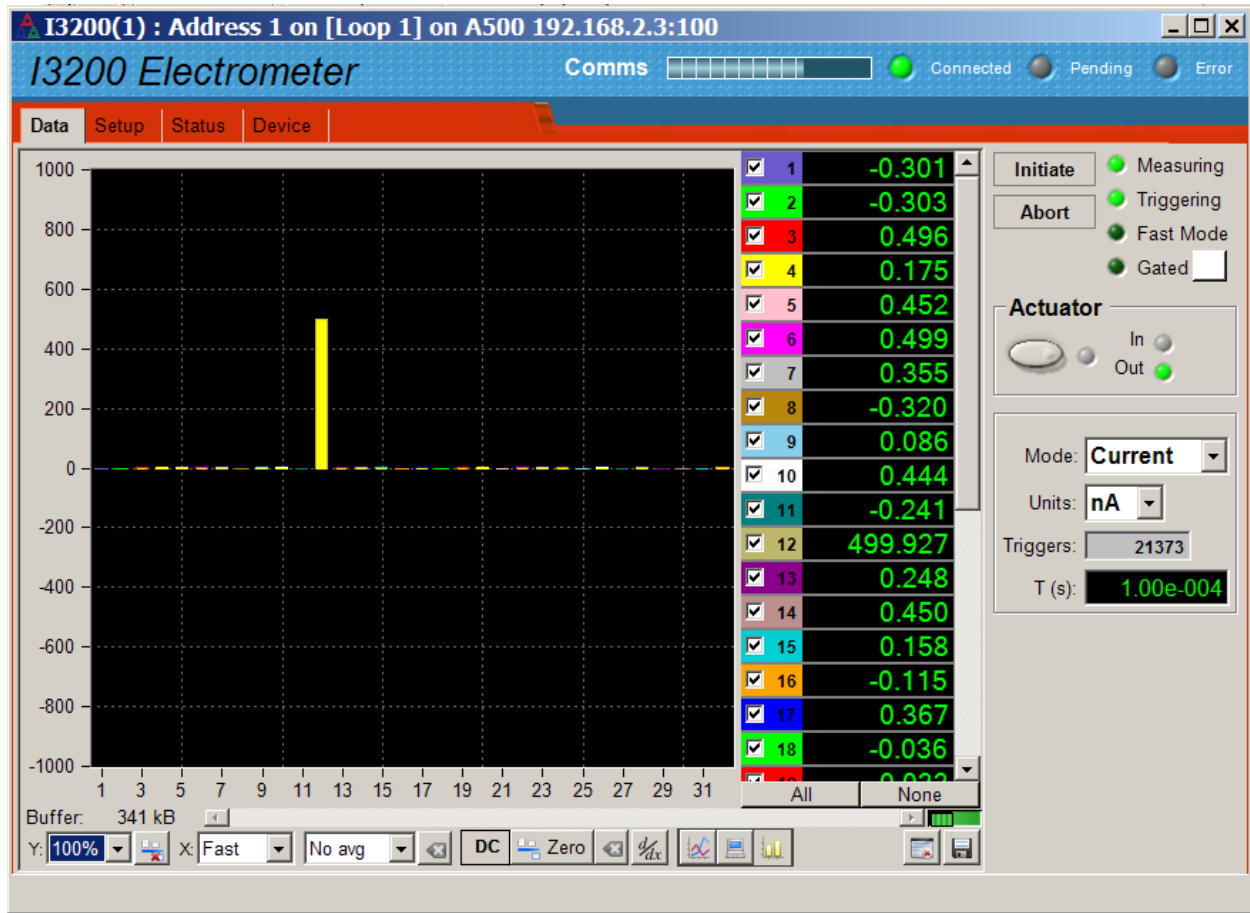 I3200(1) : Address 1 on [Loop 1] on A500 192.168.2.3:100
I3200 Electrometer
Comms
Connected
Pending
Error
Data Setup Status Device
1000
800
600
400
200
0
-200
-400
-600
-800
-1000
1 3 5 7 9 11 13 15 17 19 21 23 25 27 29 31
1 -0.301
2 -0.303
3 0.496
4 0.175
5 0.452
6 0.499
7 0.355
8 -0.320
9 0.086
10 0.444
11 -0.241
12 499.927
13 0.248
14 0.450
15 0.158
16 -0.115
17 0.367
18 -0.036
All None
Initiate
Abort
Measuring
Triggering
Fast Mode
Gated
Actuator
In
Out
Mode: Current
Units: nA
Triggers: 21373
T (s): 1.00e-004
Buffer: 341 kB
Y: 100% X: Fast No avg DC Zero d/dx